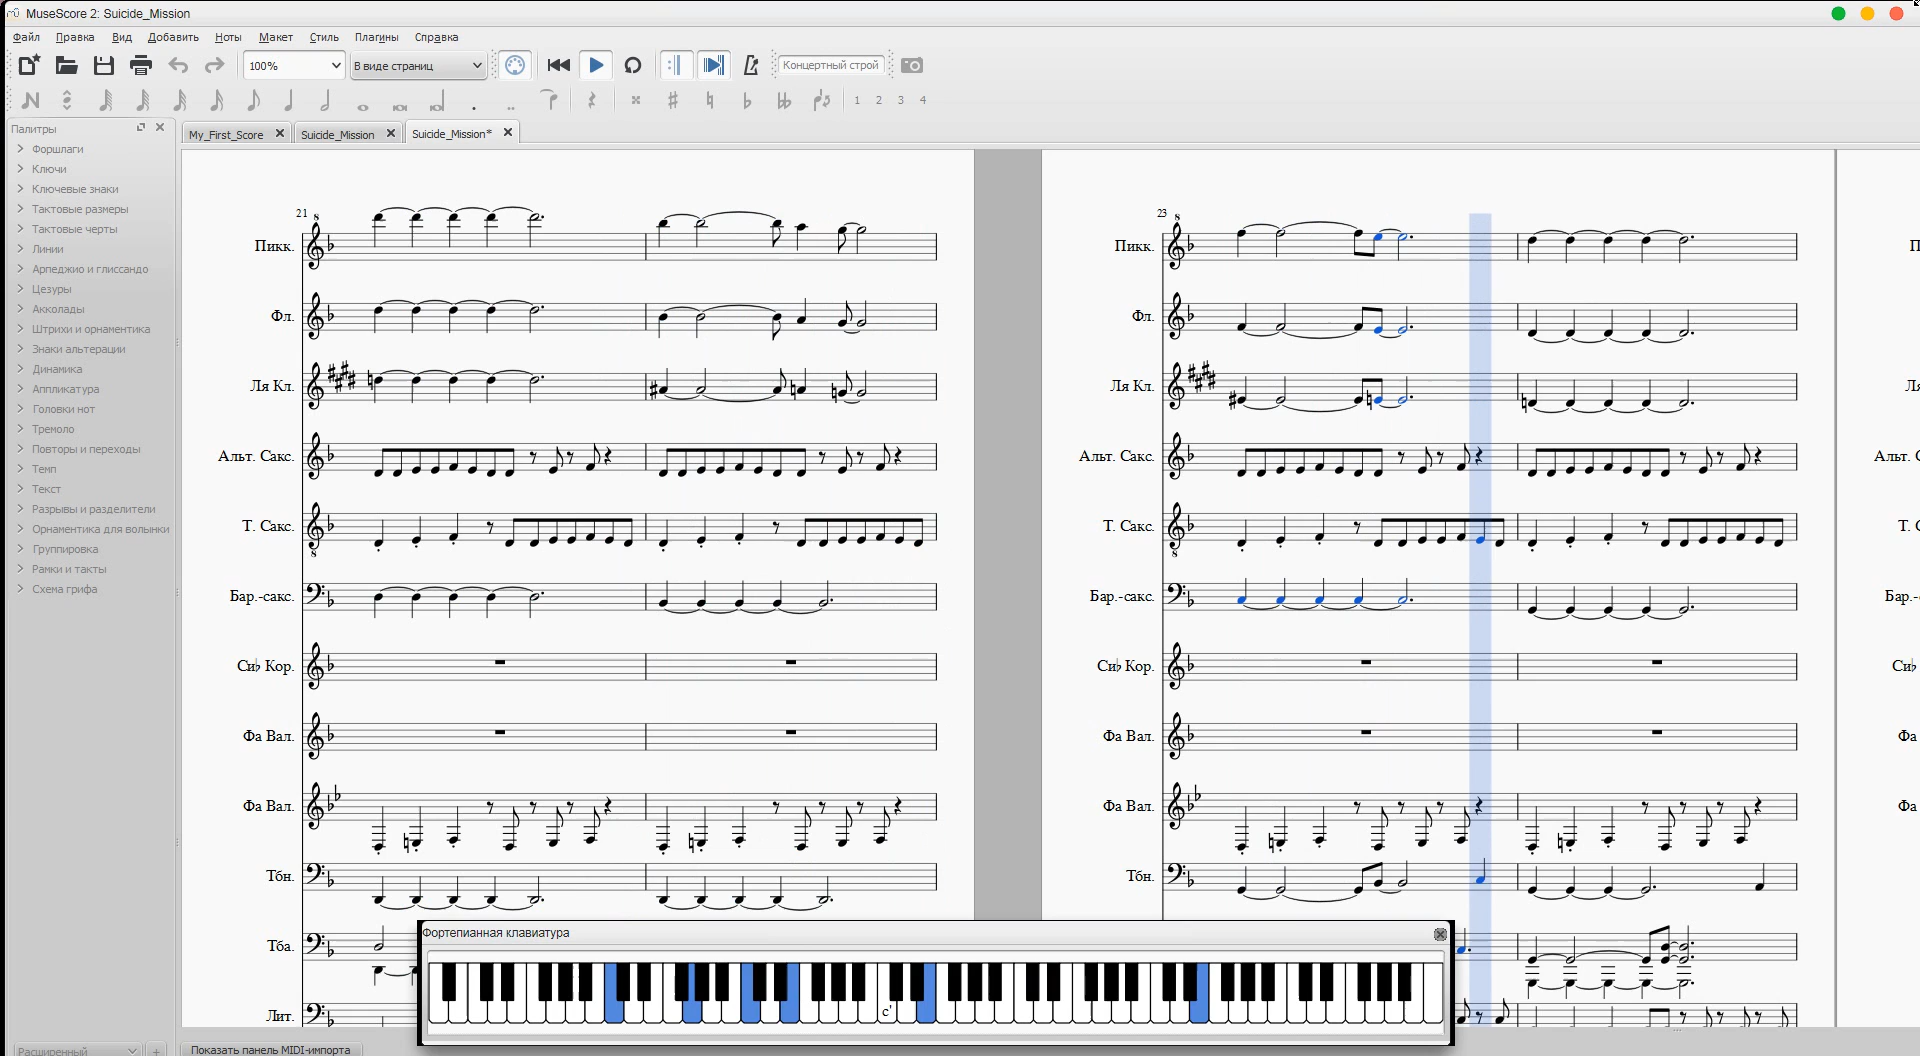 MuseScore 2: Suicide_Mission
Файл Правка Вид Добавить Ноты Макет Стиль Плагины Справка
100% В виде страниц Концертный строй
1 2 3 4
Палитры
My_First_Score Suicide_Mission Suicide_Mission*
Форшлаги
Ключи
Ключевые знаки
Тактовые размеры
Тактовые черты
Линии
Арпеджио и глиссандо
Цезуры
Акколады
Штрихи и орнаментика
Знаки альтерации
Динамика
Аппликатура
Головки нот
Тремоло
Повторы и переходы
Темп
Текст
Разрывы и разделители
Орнаментика для волынки
Группировка
Рамки и такты
Схема грифа
Расширенный +
21
Пикк.
Фл.
Ля Кл.
Альт. Сакс.
Т. Сакс.
Бар.-сакс.
Си♭ Кор.
Фа Вал.
Фа Вал.
Тбн.
Тба.
Лит.
23
Пикк.
Фл.
Ля Кл.
Альт. Сакс.
Т. Сакс.
Бар.-сакс.
Си♭ Кор.
Фа Вал.
Фа Вал.
Тбн.
Альт. С
Т. С
Бар.-
Си♭
Фа
Фа
Фортепианная клавиатура
c'
Показать панель MIDI-импорта